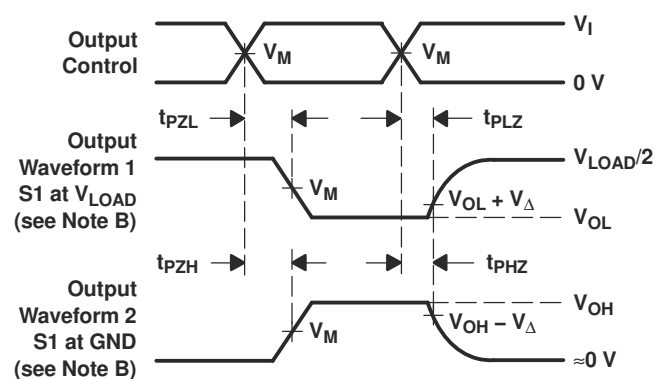 Output
Control
V_M
V_M
V_I
0 V
t_PZL
t_PLZ
Output
Waveform 1
S1 at V_LOAD
(see Note B)
V_M
V_LOAD/2
V_OL + V_Δ
V_OL
t_PZH
t_PHZ
Output
Waveform 2
S1 at GND
(see Note B)
V_M
V_OH
V_OH − V_Δ
≈0 V